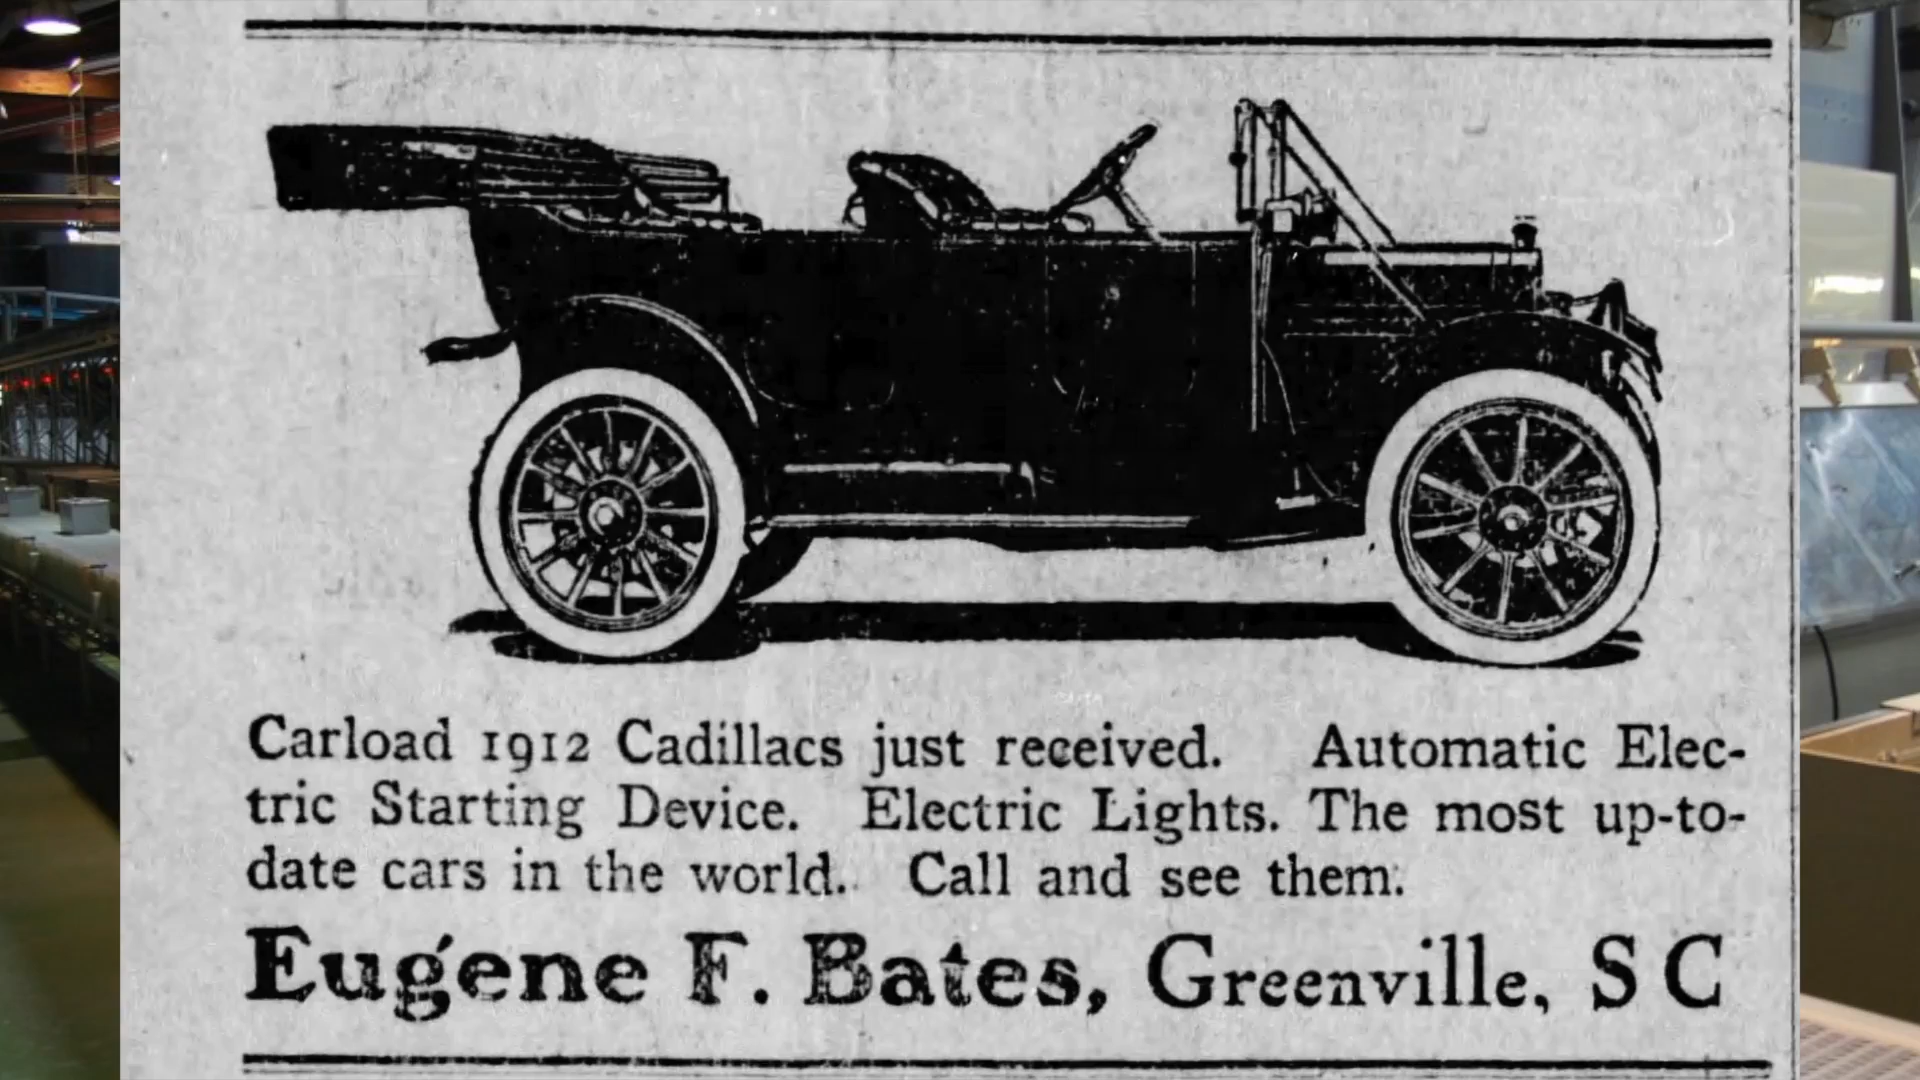 Carload 1912 Cadillacs just received. Automatic Elec-
tric Starting Device. Electric Lights. The most up-to-
date cars in the world. Call and see them.
Eugene F. Bates, Greenville, S C